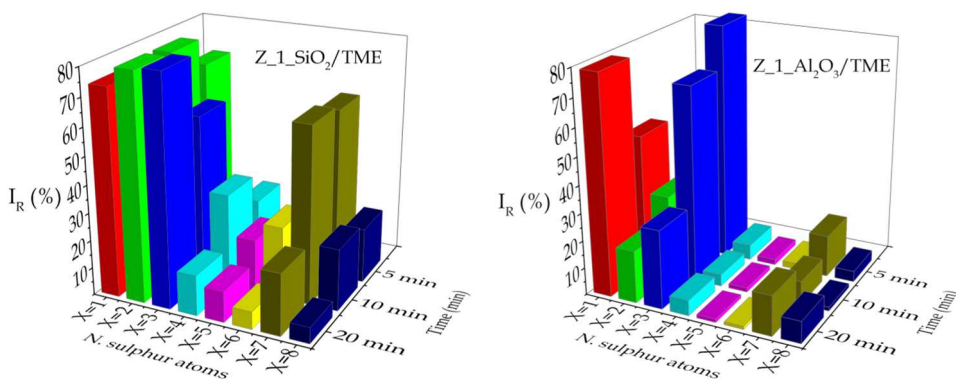 Z_1_SiO₂/TME
80
70
60
50
40
30
20
10
I_R (%)
X=1
X=2
X=3
X=4
X=5
X=6
X=7
X=8
N. sulphur atoms
5 min
10 min
20 min
Time (min)
Z_1_Al₂O₃/TME
80
70
60
50
40
30
20
10
I_R (%)
X=1
X=2
X=3
X=4
X=5
X=6
X=7
X=8
N. sulphur atoms
5 min
10 min
20 min
Time (min)